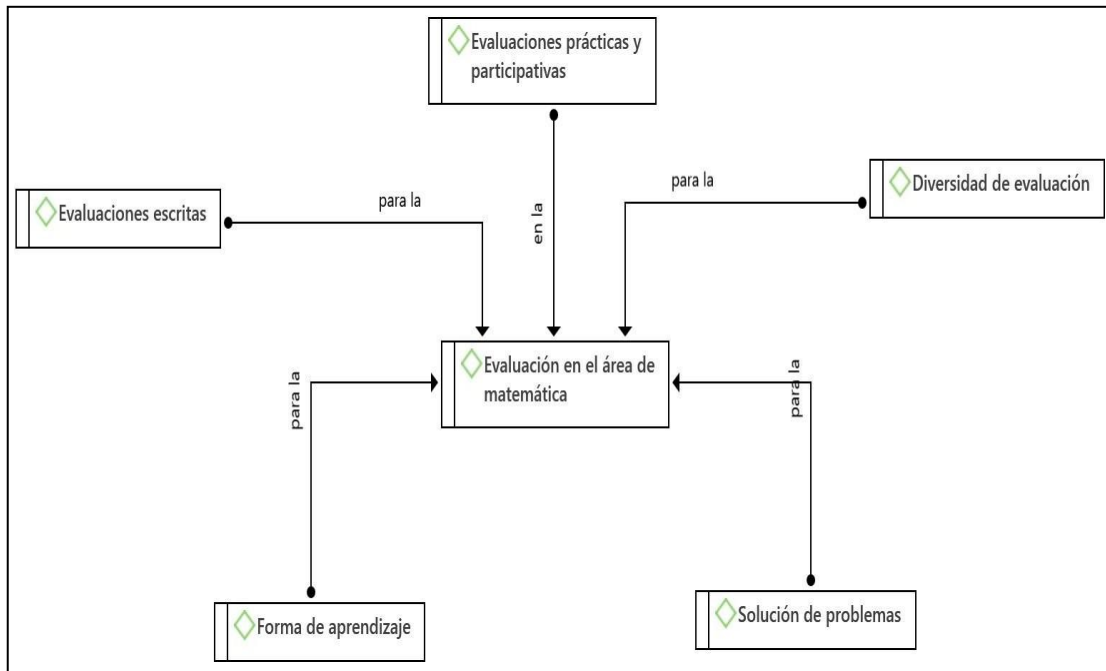 Evaluaciones prácticas y
participativas
para la
Diversidad de evaluación
para la
Evaluaciones escritas
en la
Evaluación en el área de
matemática
para la
para la
Forma de aprendizaje
Solución de problemas